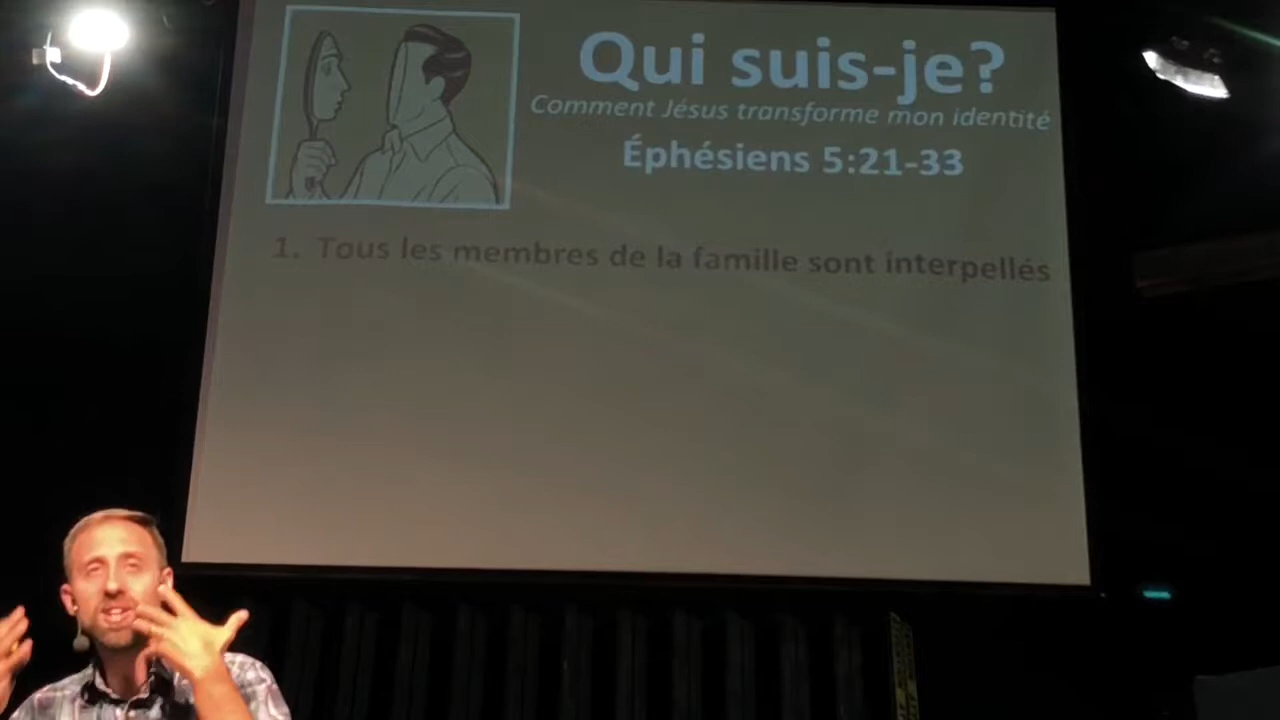 Qui suis-je?
Comment Jésus transforme mon identité
Éphésiens 5:21-33
1. Tous les membres de la famille sont interpellés